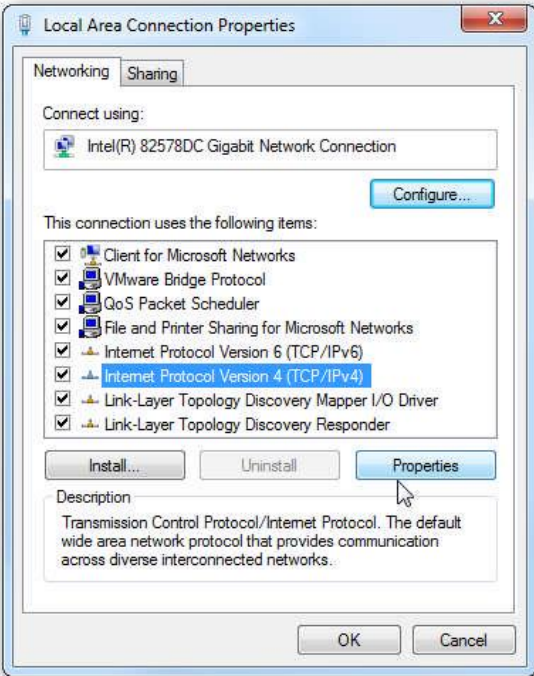 Local Area Connection Properties
Networking
Sharing
Connect using:
Intel(R) 82578DC Gigabit Network Connection
Configure...
This connection uses the following items:
Client for Microsoft Networks
VMware Bridge Protocol
QoS Packet Scheduler
File and Printer Sharing for Microsoft Networks
Internet Protocol Version 6 (TCP/IPv6)
Internet Protocol Version 4 (TCP/IPv4)
Link-Layer Topology Discovery Mapper I/O Driver
Link-Layer Topology Discovery Responder
Install...
Uninstall
Properties
Description
Transmission Control Protocol/Internet Protocol. The default
wide area network protocol that provides communication
across diverse interconnected networks.
OK
Cancel